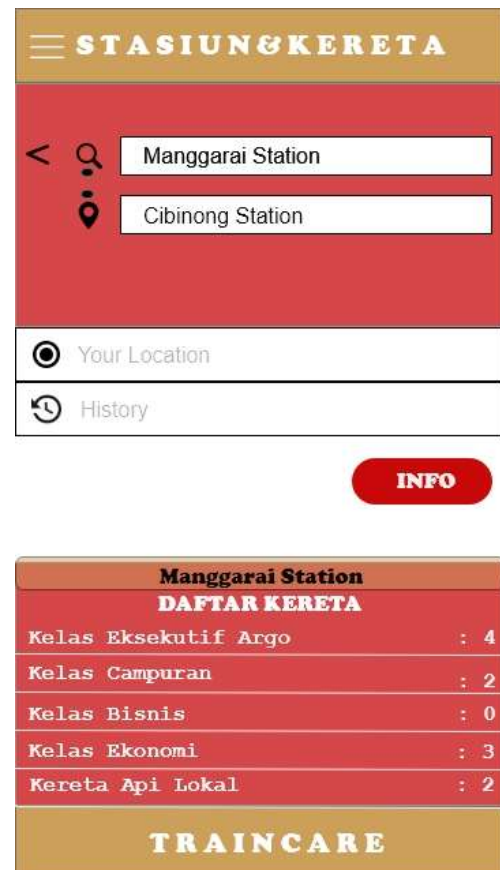 STASIUN&KERETA
<
Manggarai Station
Cibinong Station
Your Location
History
INFO
Manggarai Station
DAFTAR KERETA
Kelas Eksekutif Argo : 4
Kelas Campuran : 2
Kelas Bisnis : 0
Kelas Ekonomi : 3
Kereta Api Lokal : 2
TRAINCARE